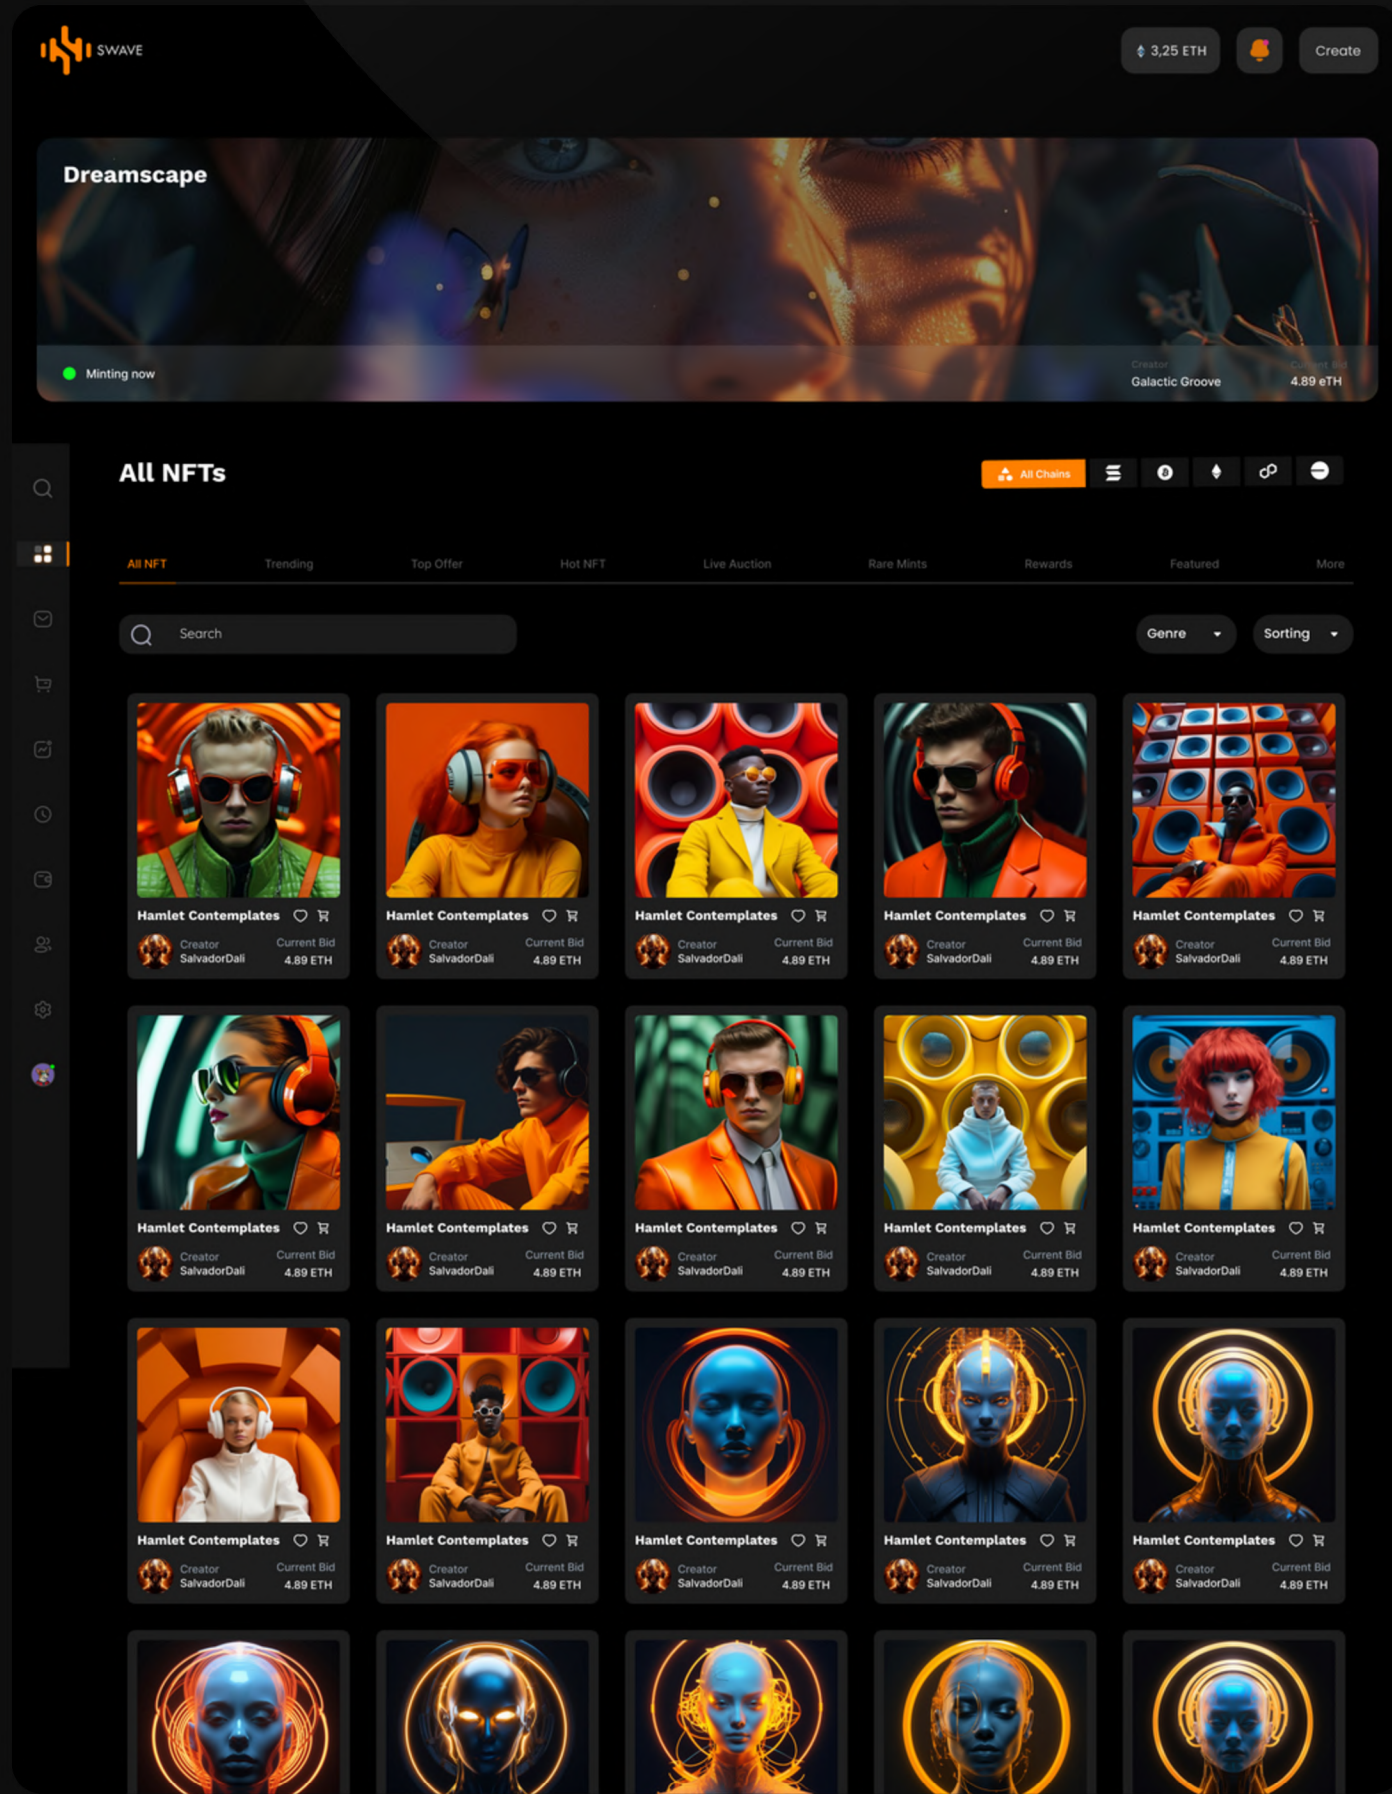 SWAVE
3,25 ETH
Create
Dreamscape
Minting now
Creator
Current Bid
Galactic Groove
4.89 eTH
All NFTs
All Chains
All NFT
Trending
Top Offer
Hot NFT
Live Auction
Rare Mints
Rewards
Featured
More
Search
Genre
Sorting
Hamlet Contemplates
Creator
Current Bid
SalvadorDali
4.89 ETH
Hamlet Contemplates
Creator
Current Bid
SalvadorDali
4.89 ETH
Hamlet Contemplates
Creator
Current Bid
SalvadorDali
4.89 ETH
Hamlet Contemplates
Creator
Current Bid
SalvadorDali
4.89 ETH
Hamlet Contemplates
Creator
Current Bid
SalvadorDali
4.89 ETH
Hamlet Contemplates
Creator
Current Bid
SalvadorDali
4.89 ETH
Hamlet Contemplates
Creator
Current Bid
SalvadorDali
4.89 ETH
Hamlet Contemplates
Creator
Current Bid
SalvadorDali
4.89 ETH
Hamlet Contemplates
Creator
Current Bid
SalvadorDali
4.89 ETH
Hamlet Contemplates
Creator
Current Bid
SalvadorDali
4.89 ETH
Hamlet Contemplates
Creator
Current Bid
SalvadorDali
4.89 ETH
Hamlet Contemplates
Creator
Current Bid
SalvadorDali
4.89 ETH
Hamlet Contemplates
Creator
Current Bid
SalvadorDali
4.89 ETH
Hamlet Contemplates
Creator
Current Bid
SalvadorDali
4.89 ETH
Hamlet Contemplates
Creator
Current Bid
SalvadorDali
4.89 ETH